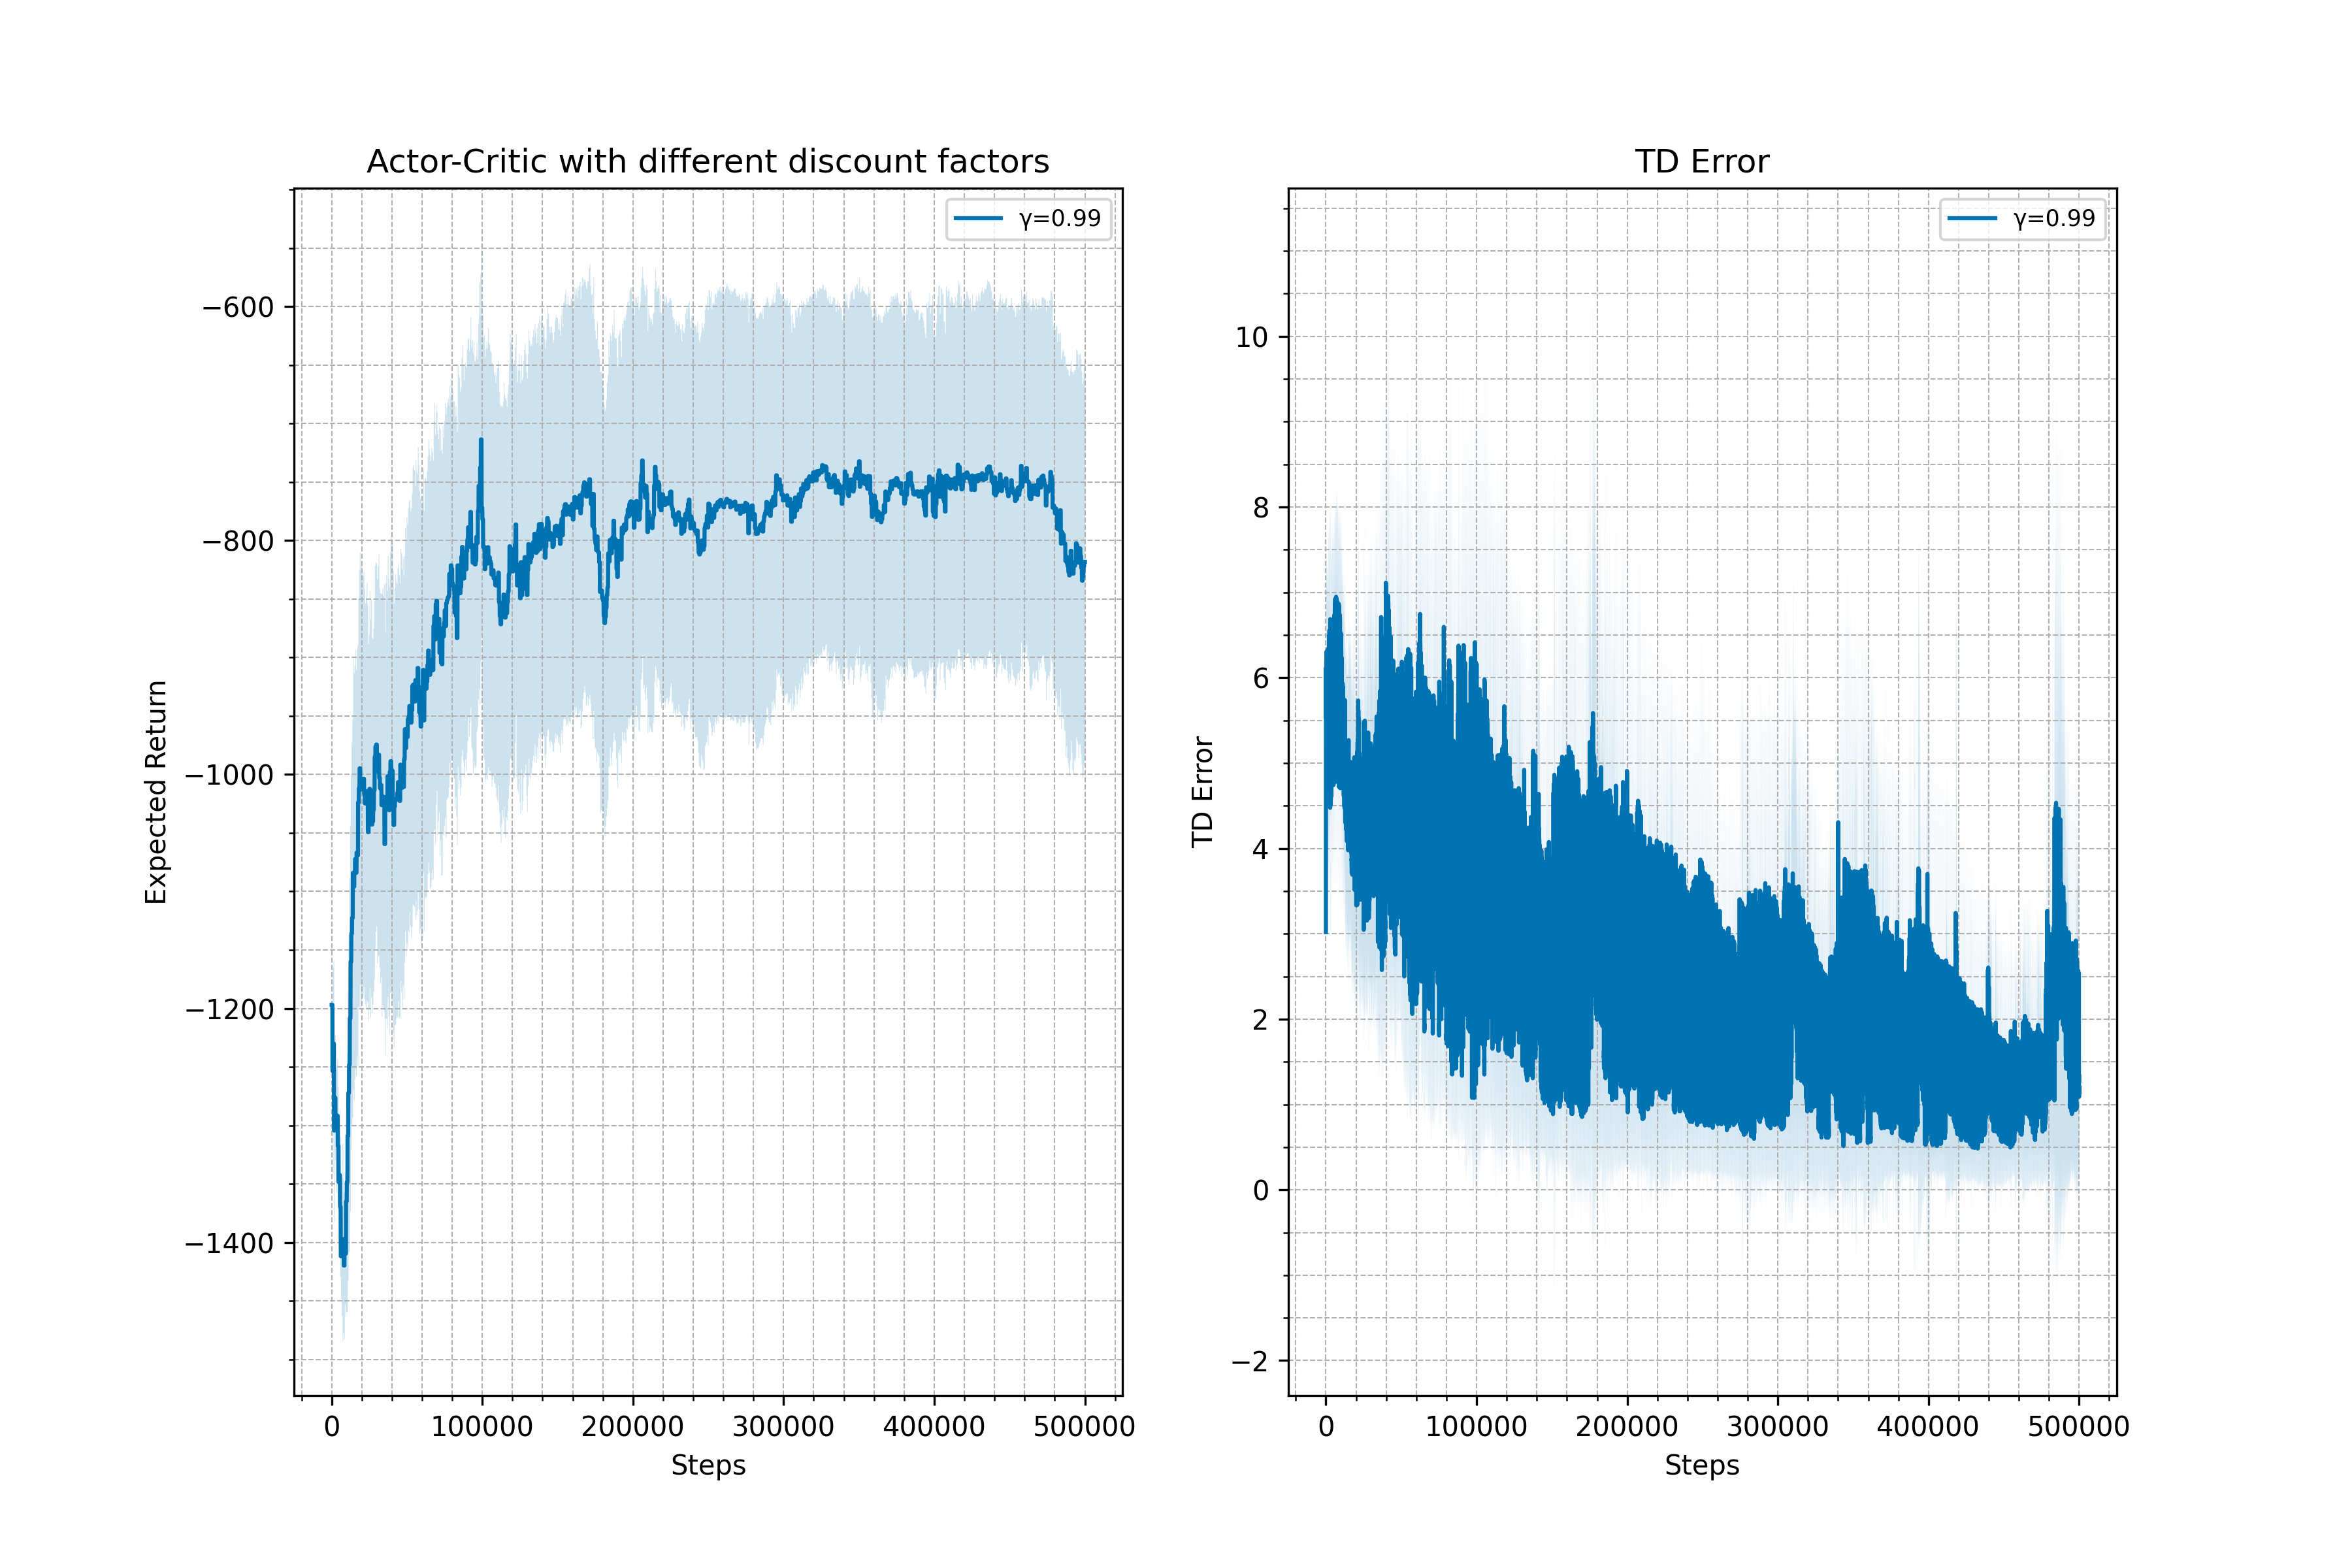 Actor-Critic with different discount factors
γ=0.99
−600
−800
−1000
−1200
−1400
Expected Return
0 100000 200000 300000 400000 500000
Steps
TD Error
γ=0.99
10
8
6
4
2
0
−2
TD Error
0 100000 200000 300000 400000 500000
Steps